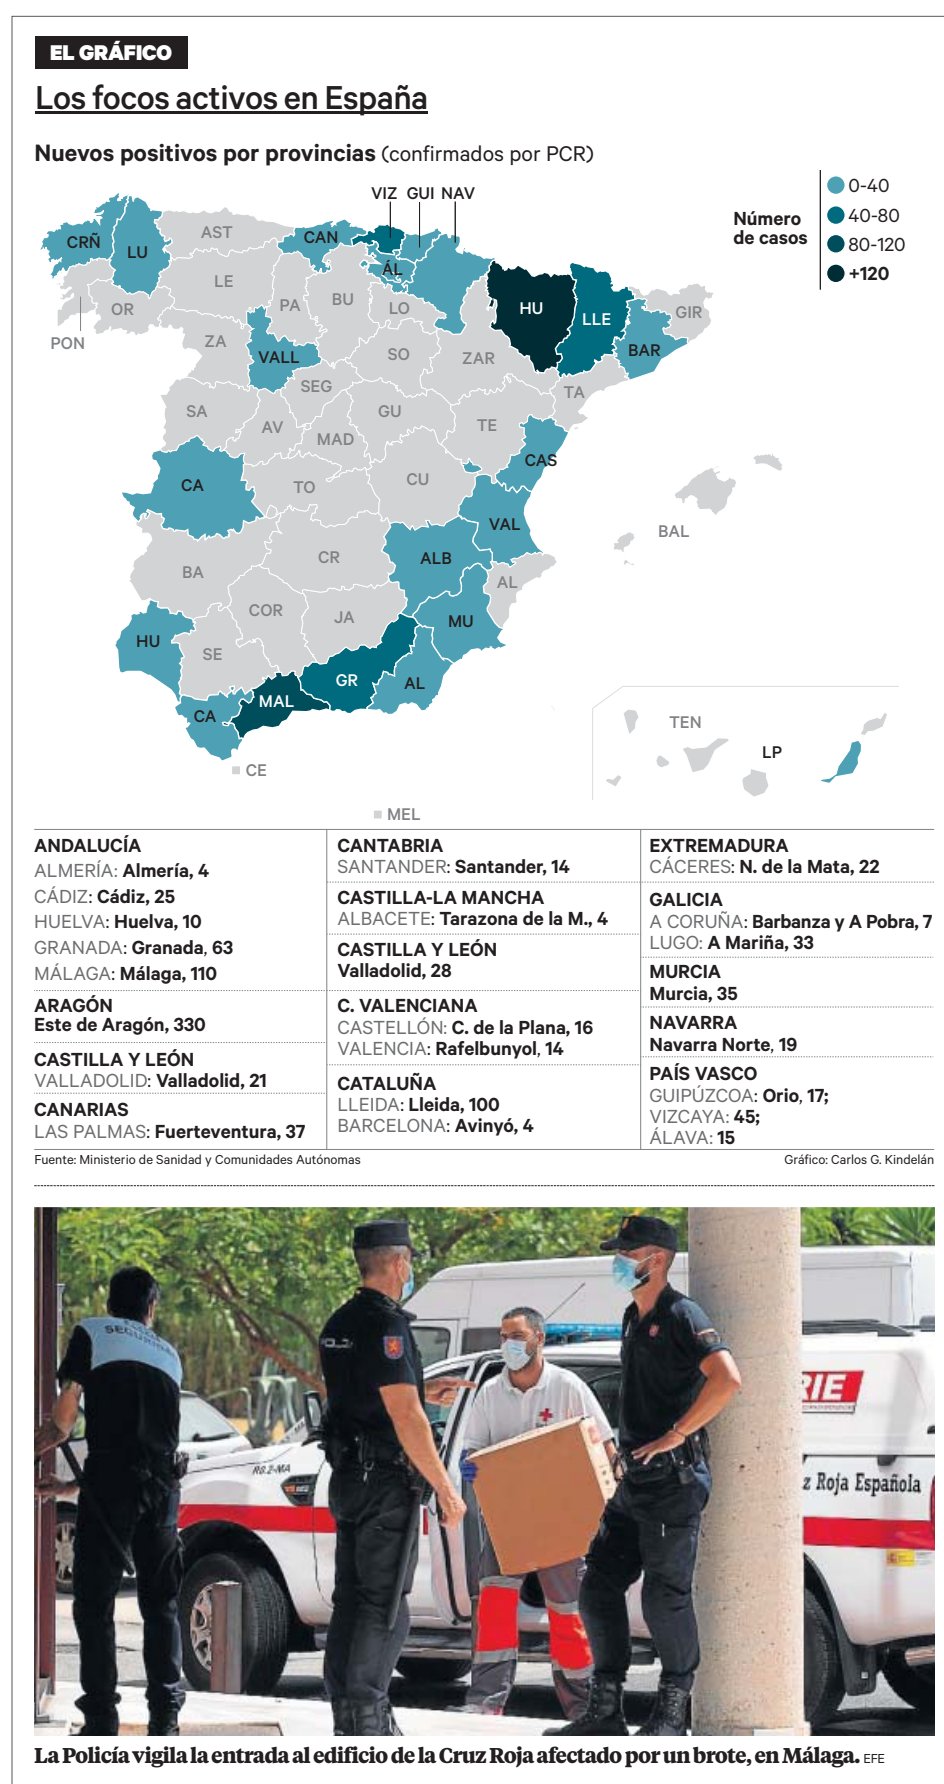 EL GRÁFICO
Los focos activos en España
Nuevos positivos por provincias (confirmados por PCR)
Número
de casos
0-40
40-80
80-120
+120
VIZ GUI NAV
CRÑ
LU
AST
CAN
ÁL
LE
PA
BU
LO
HU
LLE
GIR
BAR
OR
PON
ZA
VALL
SO
ZAR
SEG
TA
SA
AV
MAD
GU
TE
CA
TO
CU
CAS
VAL
BAL
BA
CR
ALB
AL
COR
JA
MU
HU
SE
GR
AL
MAL
CA
CE
MEL
TEN
LP
ANDALUCÍA
ALMERÍA: Almería, 4
CÁDIZ: Cádiz, 25
HUELVA: Huelva, 10
GRANADA: Granada, 63
MÁLAGA: Málaga, 110
ARAGÓN
Este de Aragón, 330
CASTILLA Y LEÓN
VALLADOLID: Valladolid, 21
CANARIAS
LAS PALMAS: Fuerteventura, 37
CANTABRIA
SANTANDER: Santander, 14
CASTILLA-LA MANCHA
ALBACETE: Tarazona de la M., 4
CASTILLA Y LEÓN
Valladolid, 28
C. VALENCIANA
CASTELLÓN: C. de la Plana, 16
VALENCIA: Rafelbunyol, 14
CATALUÑA
LLEIDA: Lleida, 100
BARCELONA: Avinyó, 4
EXTREMADURA
CÁCERES: N. de la Mata, 22
GALICIA
A CORUÑA: Barbanza y A Pobra, 7
LUGO: A Mariña, 33
MURCIA
Murcia, 35
NAVARRA
Navarra Norte, 19
PAÍS VASCO
GUIPÚZCOA: Orio, 17;
VIZCAYA: 45;
ÁLAVA: 15
Fuente: Ministerio de Sanidad y Comunidades Autónomas
Gráfico: Carlos G. Kindelán
R8.2-MA
RIE
z Roja Española
La Policía vigila la entrada al edificio de la Cruz Roja afectado por un brote, en Málaga. EFE